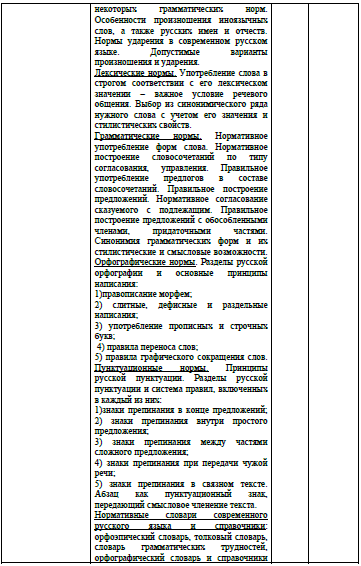 некоторых грамматических норм.
Особенности произношения иноязычных
слов, а также русских имен и отчеств.
Нормы ударения в современном русском
языке. Допустимые варианты
произношения и ударения.
Лексические нормы. Употребление слова в
строгом соответствии с его лексическом
значении – важное условие речевого
общения. Выбор из синонимического ряда
нужного слова с учетом его значения и
стилистических свойств.
Грамматические нормы. Нормативное
употребление форм слова. Нормативное
построение словосочетаний по типу
согласования, управления. Правильное
употребление предлогов в составе
словосочетаний. Правильное построение
предложений. Нормативное согласование
сказуемого с подлежащим. Правильное
построение предложений с обособленными
членами, придаточными частями.
Синонимия грамматических форм и их
стилистические и смысловые возможности.
Орфографические нормы. Разделы русской
орфографии и основные принципы
написания:
1)правописание морфем;
2) слитные, дефисные и раздельные
написания;
3) употребление прописных и строчных
букв;
4) правила переноса слов;
5) правила графического сокращения слов.
Пунктуационные нормы. Принципы
русской пунктуации. Разделы русской
пунктуации и система правил, включенных
в каждый из них:
1)знаки препинания в конце предложений;
2) знаки препинания внутри простого
предложения;
3) знаки препинания между частями
сложного предложения;
4) знаки препинания при передачи чужой
речи;
5) знаки препинания в связном тексте.
Абзац как пунктуационный знак,
передающий смысловое членение текста.
Нормативные словари современного
русского языка и справочники:
орфоэпический словарь, толковый словарь,
словарь грамматических трудностей,
орфографический словарь и справочники